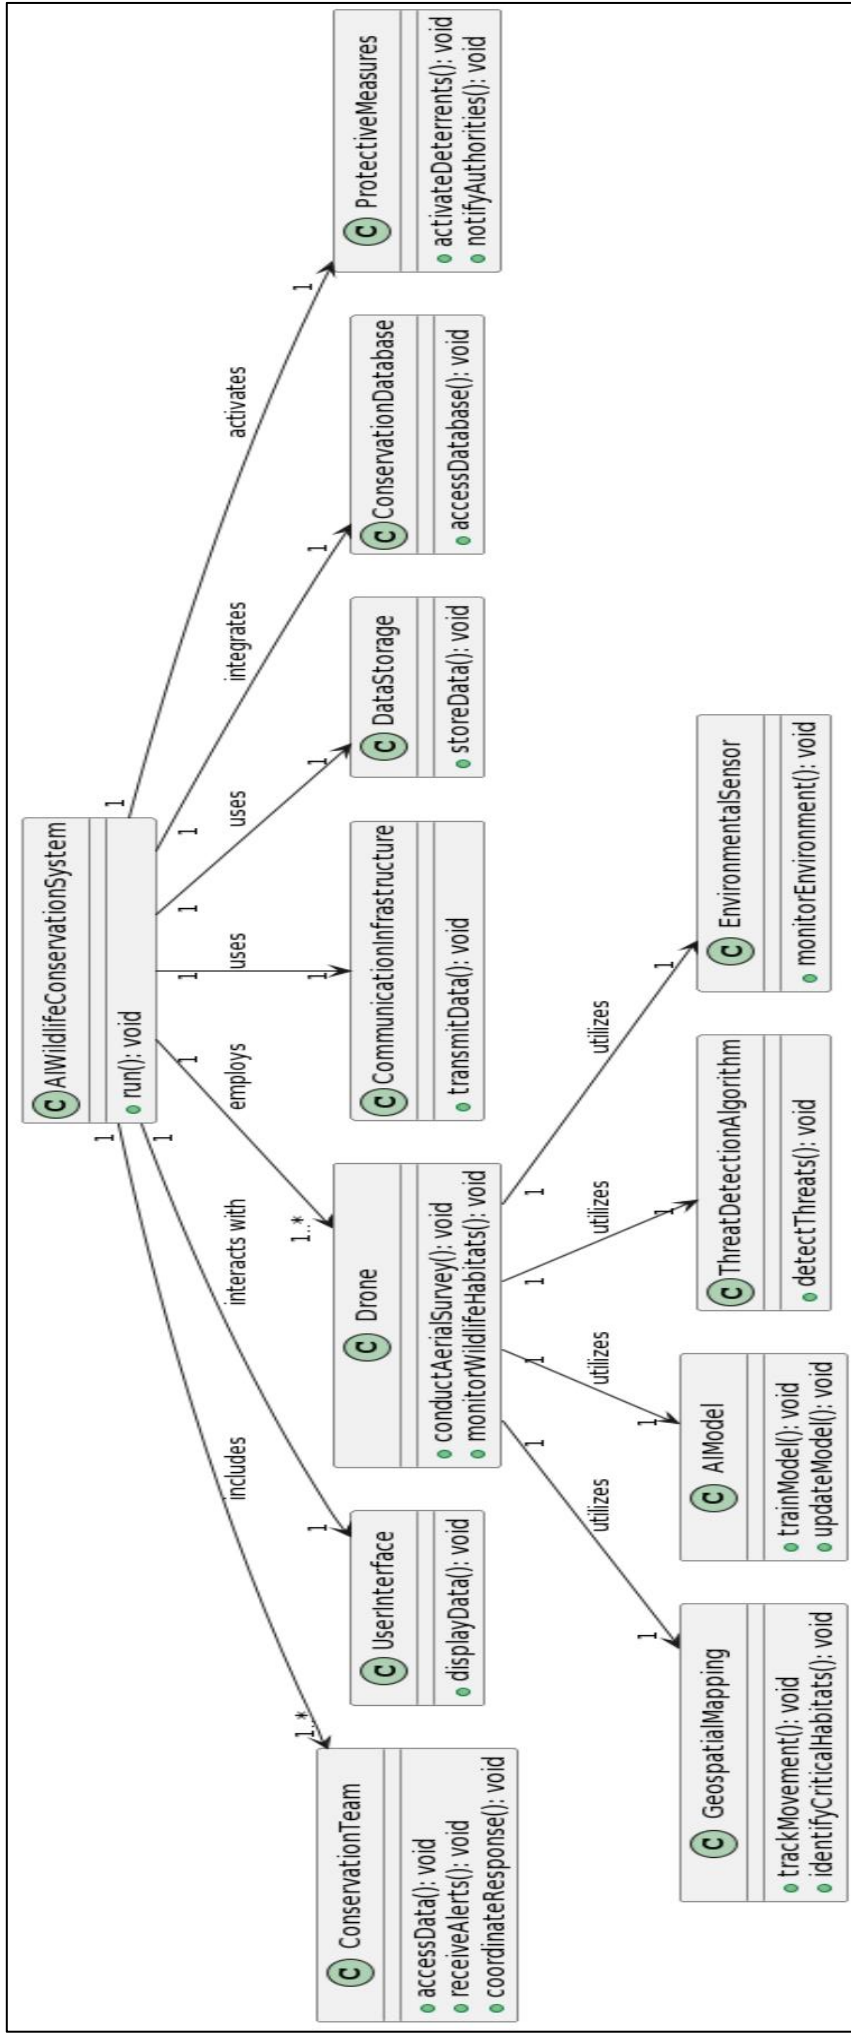 C AIWildlifeConservationSystem
run(): void
1
includes
1..*
1
interacts with
1
1
employs
1..*
1
uses
1
1
uses
1
1
integrates
1
1
activates
1
C ConservationTeam
accessData(): void
receiveAlerts(): void
coordinateResponse(): void
C UserInterface
displayData(): void
C Drone
conductAerialSurvey(): void
monitorWildlifeHabitats(): void
C CommunicationInfrastructure
transmitData(): void
C DataStorage
storeData(): void
C ConservationDatabase
accessDatabase(): void
C ProtectiveMeasures
activateDeterrents(): void
notifyAuthorities(): void
1
utilizes
1
1
utilizes
1
1
utilizes
1
1
utilizes
1
C GeospatialMapping
trackMovement(): void
identifyCriticalHabitats(): void
C AIModel
trainModel(): void
updateModel(): void
C ThreatDetectionAlgorithm
detectThreats(): void
C EnvironmentalSensor
monitorEnvironment(): void